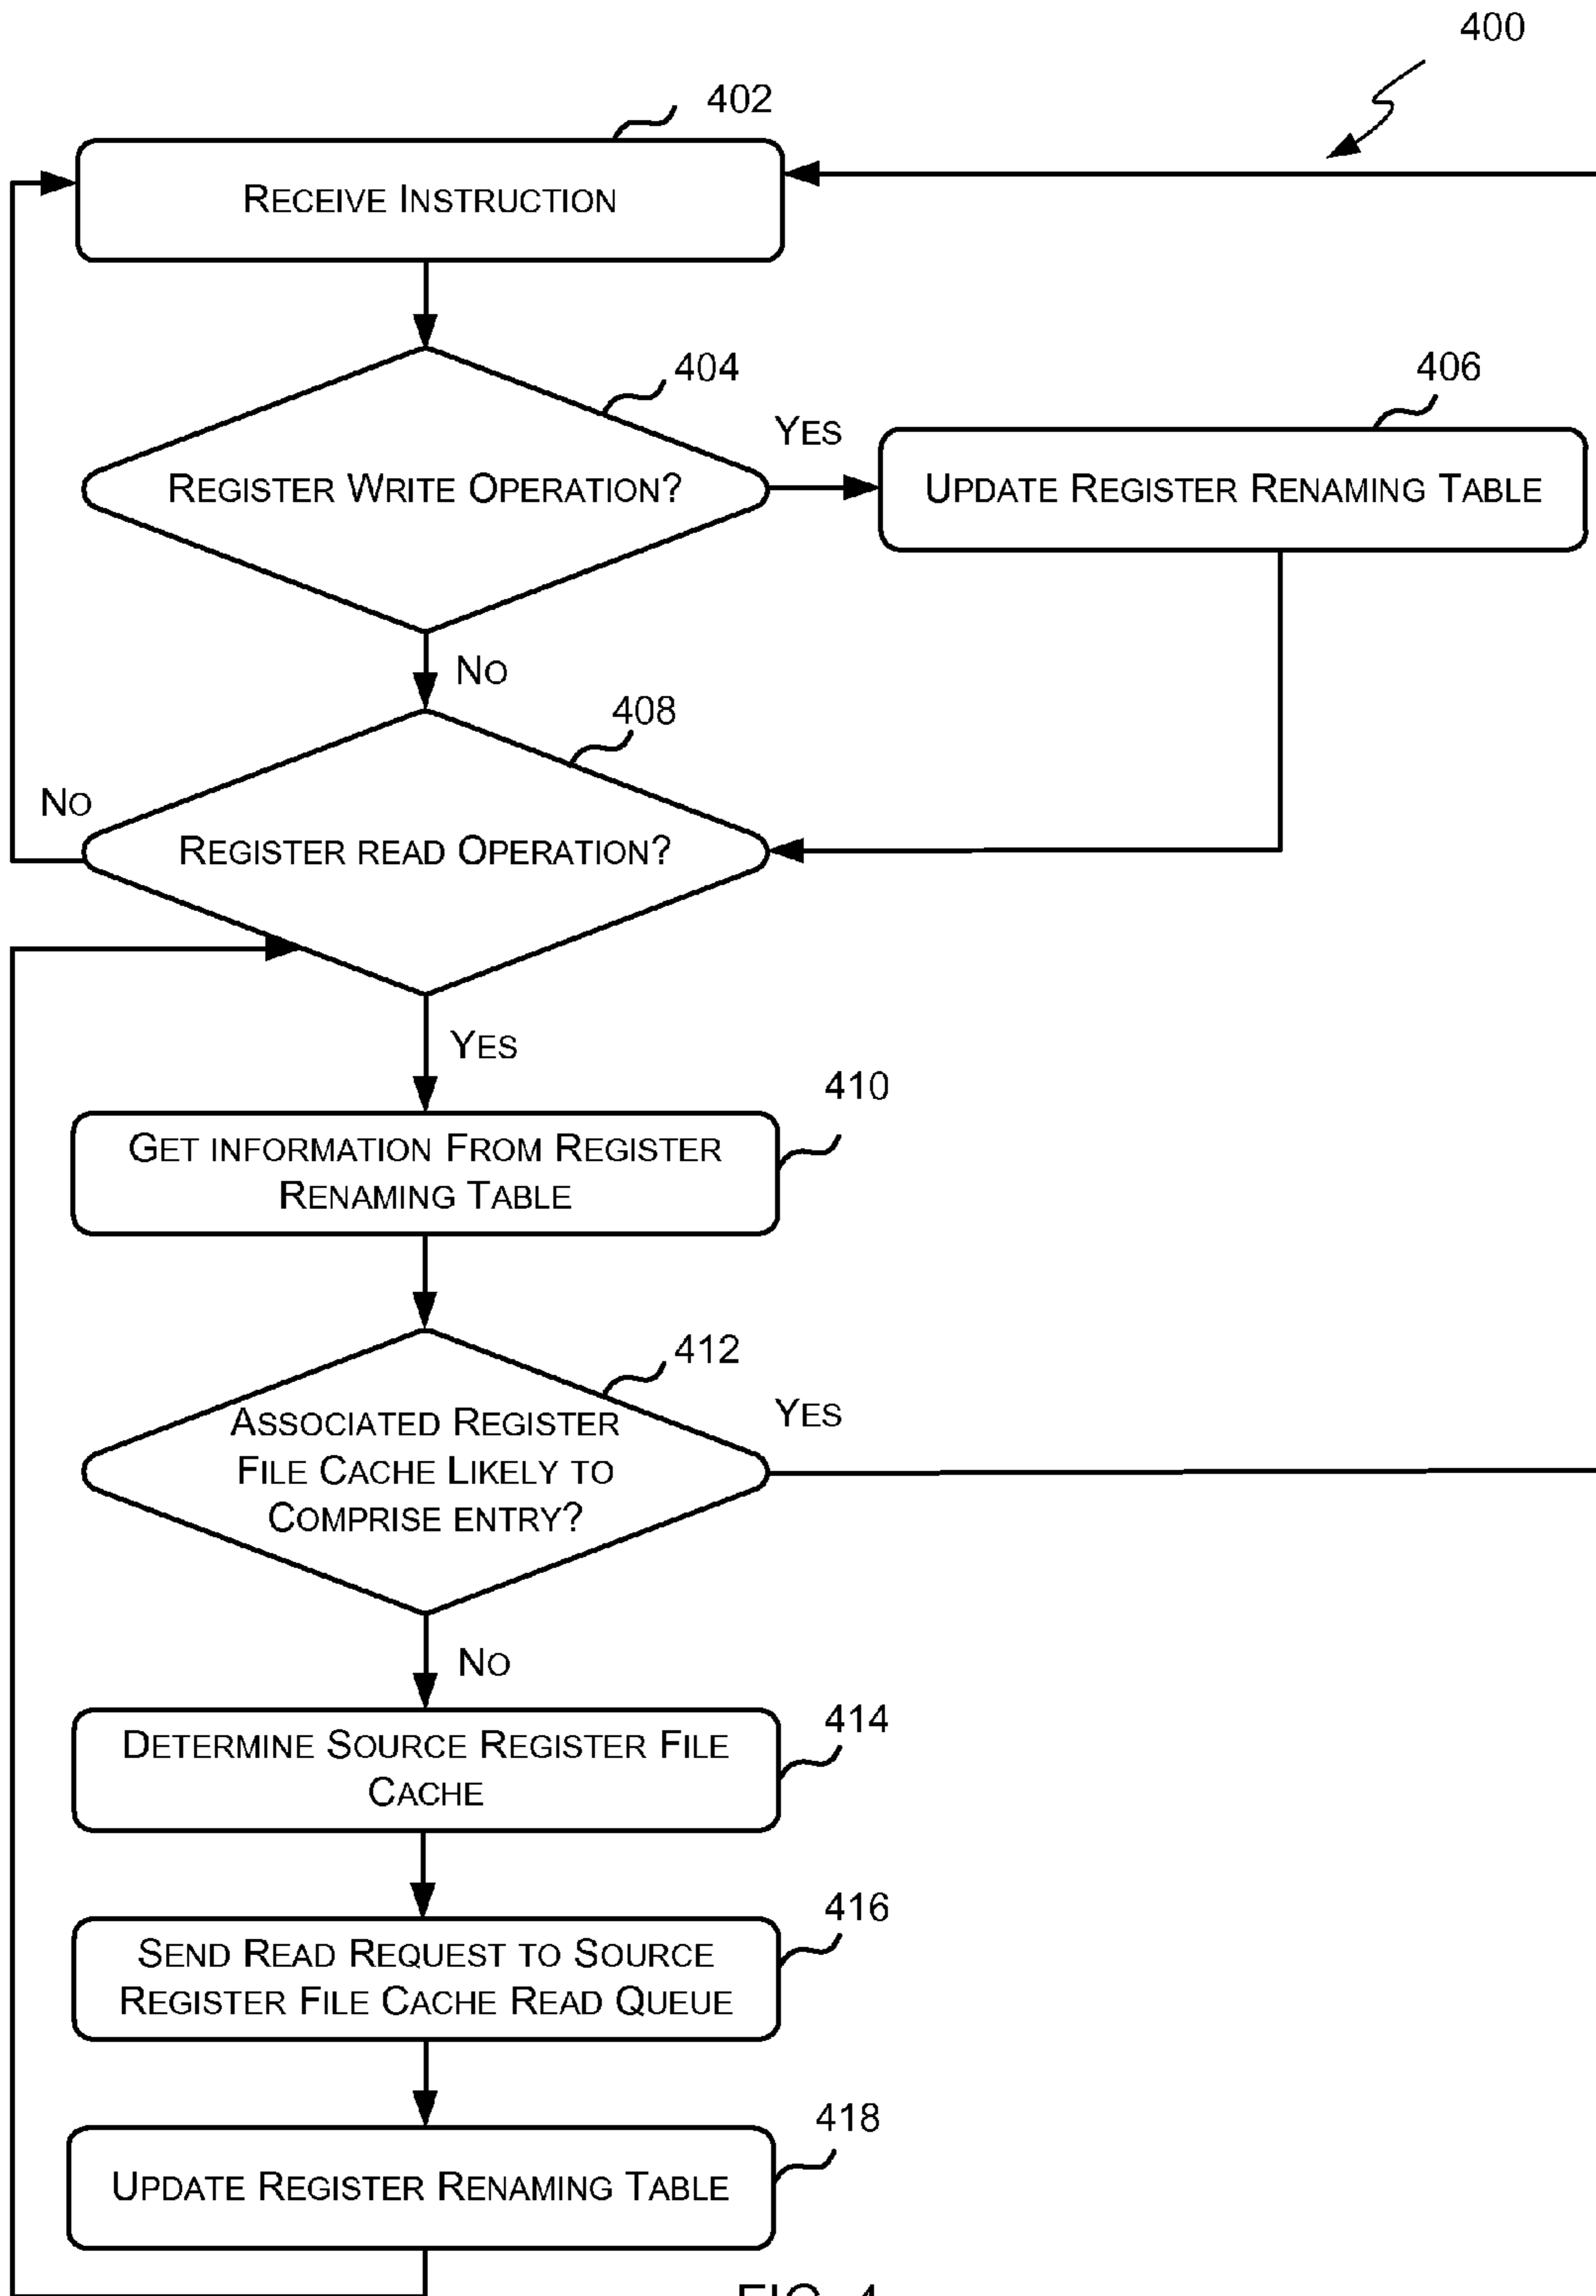 400
402
RECEIVE INSTRUCTION
404
406
YES
REGISTER WRITE OPERATION?
UPDATE REGISTER RENAMING TABLE
NO
408
NO
REGISTER READ OPERATION?
YES
410
GET INFORMATION FROM REGISTER
RENAMING TABLE
412
YES
ASSOCIATED REGISTER
FILE CACHE LIKELY TO
COMPRISE ENTRY?
NO
414
DETERMINE SOURCE REGISTER FILE
CACHE
416
SEND READ REQUEST TO SOURCE
REGISTER FILE CACHE READ QUEUE
418
UPDATE REGISTER RENAMING TABLE
FIG. 4